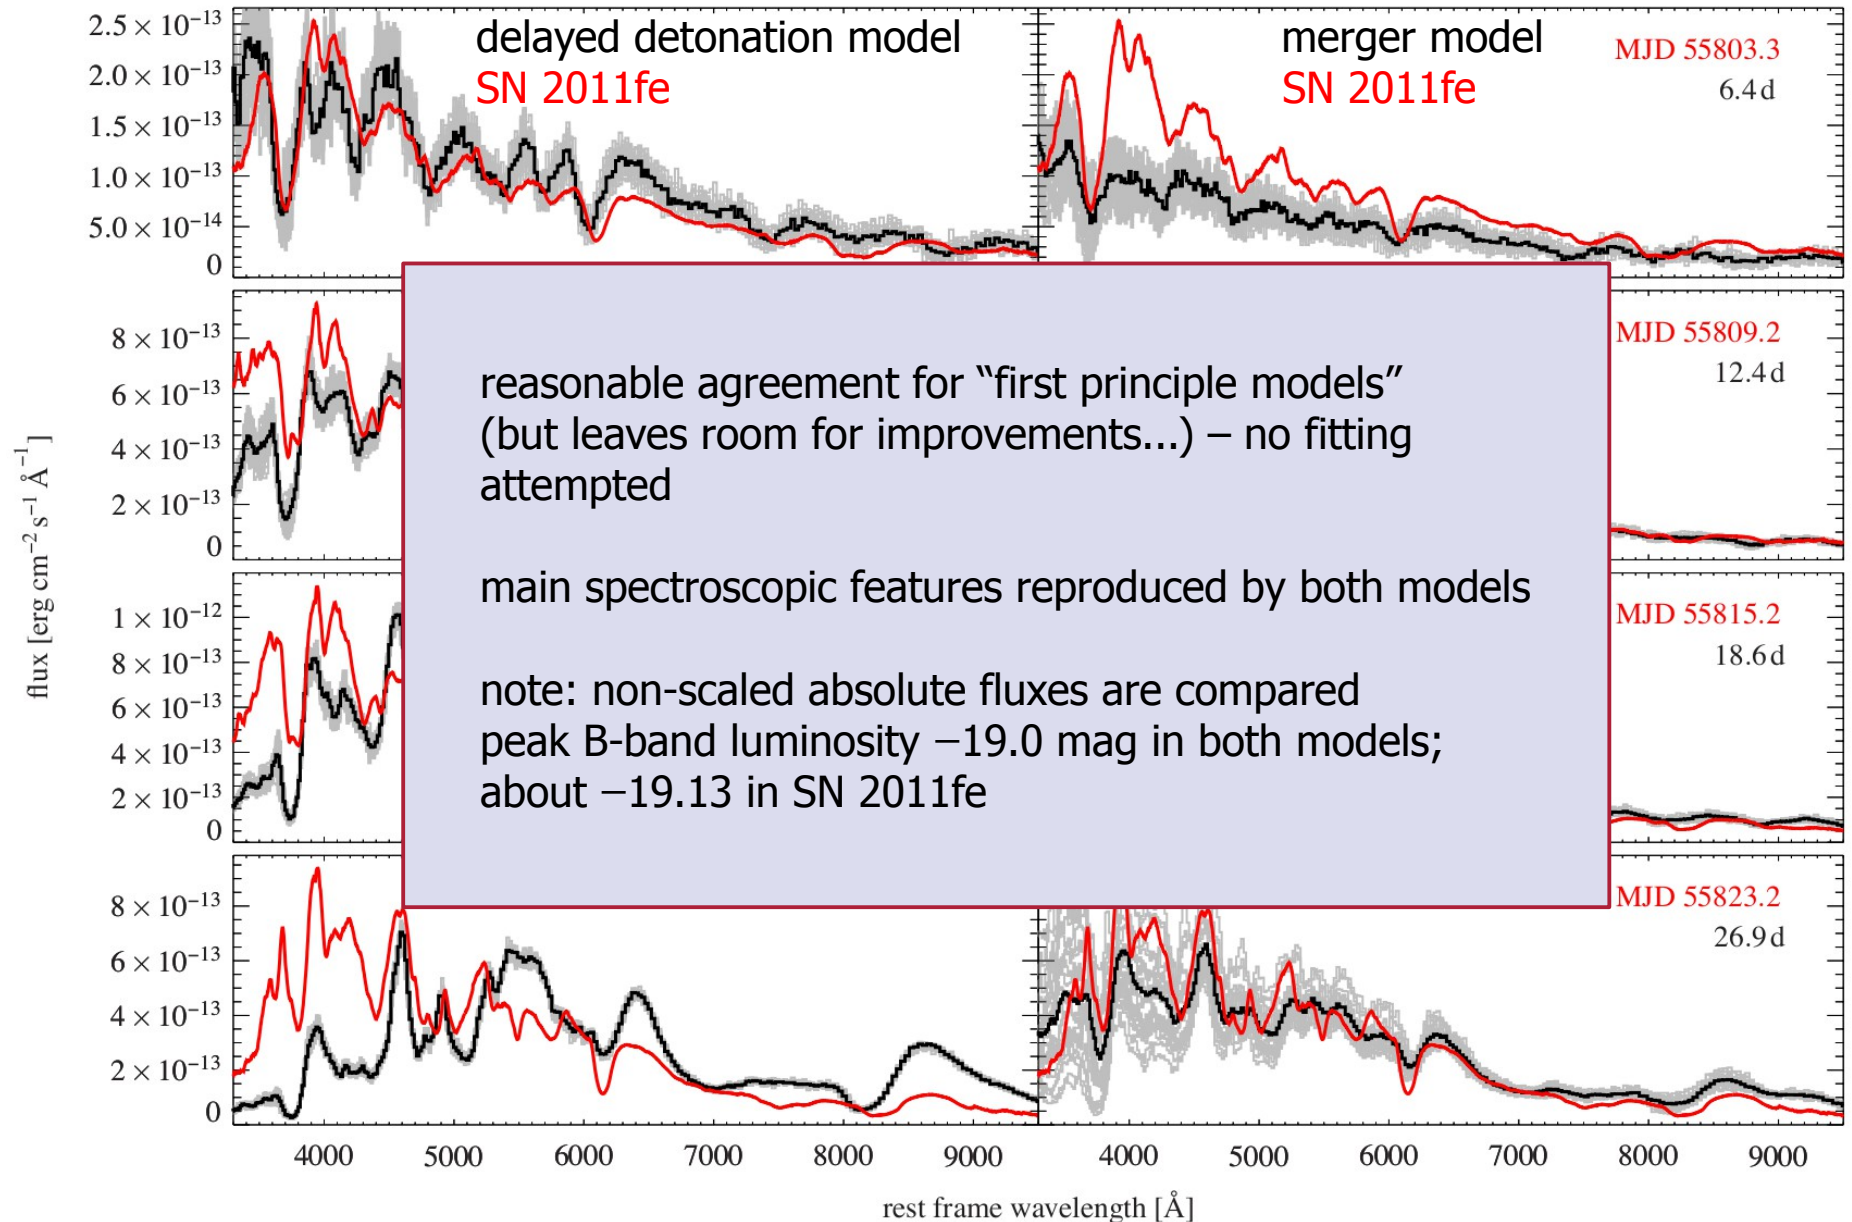 delayed detonation model
SN 2011fe
merger model
SN 2011fe
MJD 55803.3
6.4 d
2.5 × 10⁻¹³
2.0 × 10⁻¹³
1.5 × 10⁻¹³
1.0 × 10⁻¹³
5.0 × 10⁻¹⁴
0
MJD 55809.2
12.4 d
8 × 10⁻¹³
6 × 10⁻¹³
4 × 10⁻¹³
2 × 10⁻¹³
0
reasonable agreement for “first principle models”
(but leaves room for improvements...) – no fitting
attempted
main spectroscopic features reproduced by both models
note: non-scaled absolute fluxes are compared
peak B-band luminosity −19.0 mag in both models;
about −19.13 in SN 2011fe
MJD 55815.2
18.6 d
1 × 10⁻¹²
8 × 10⁻¹³
6 × 10⁻¹³
4 × 10⁻¹³
2 × 10⁻¹³
0
MJD 55823.2
26.9 d
8 × 10⁻¹³
6 × 10⁻¹³
4 × 10⁻¹³
2 × 10⁻¹³
0
flux [erg cm⁻² s⁻¹ Å⁻¹]
4000 5000 6000 7000 8000 9000 4000 5000 6000 7000 8000 9000
rest frame wavelength [Å]